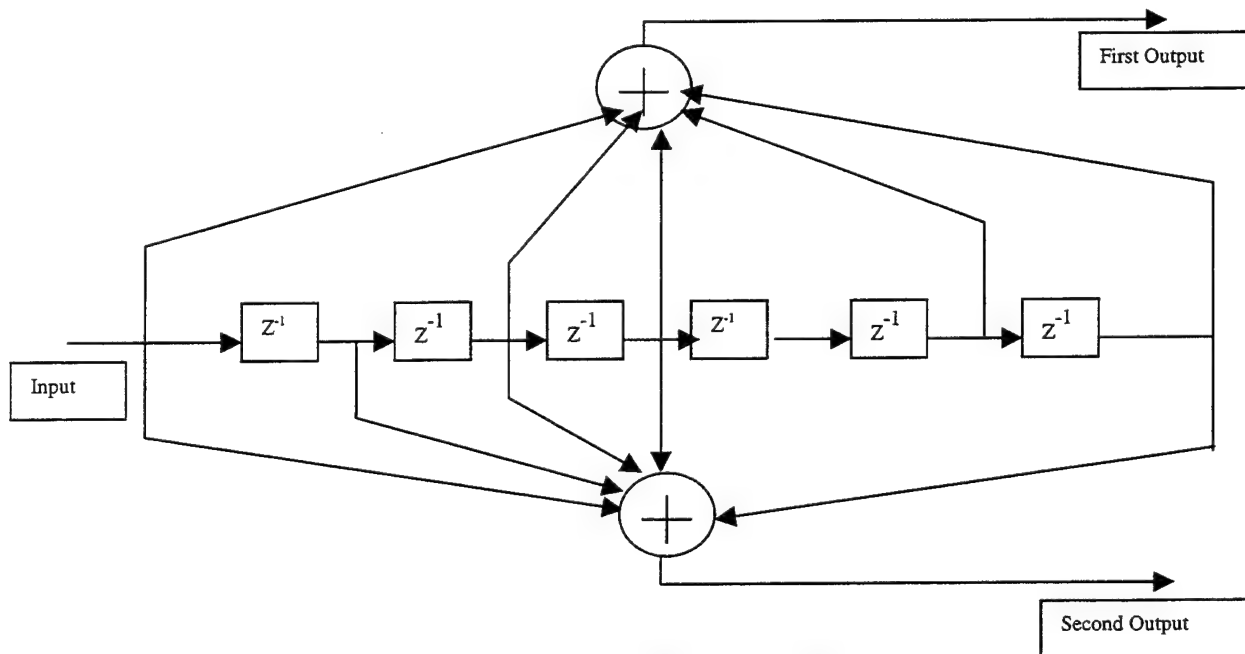 First Output
+
Z⁻¹ z⁻¹ z⁻¹ Z⁻¹ z⁻¹ z⁻¹
Input
+
Second Output